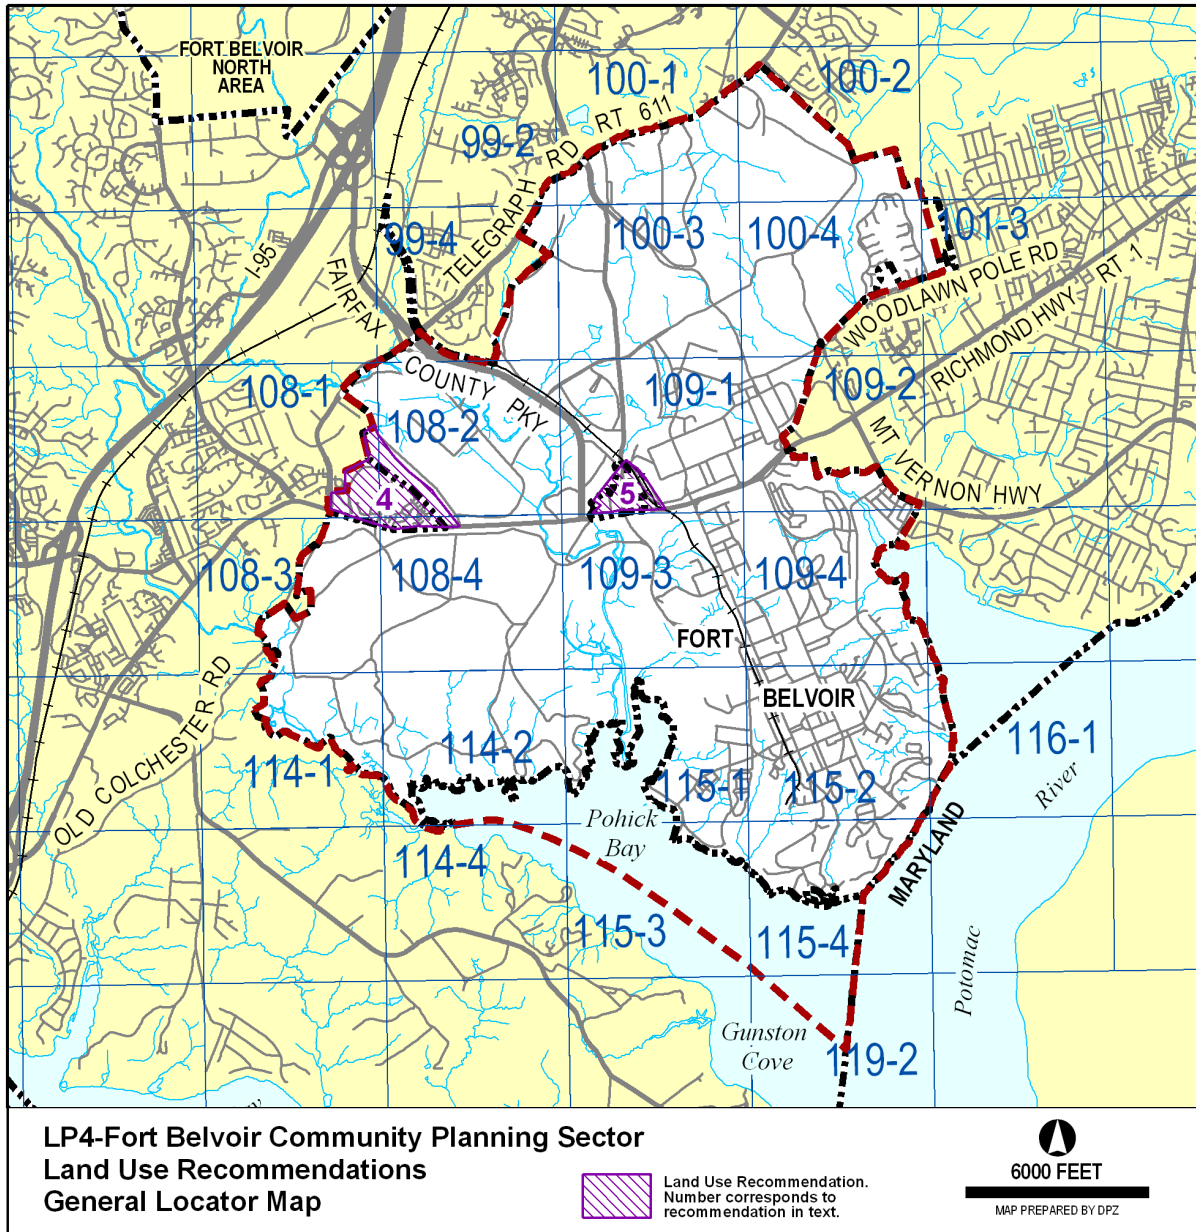 FORT BELVOIR
NORTH
AREA
100-1
100-2
RT 611
99-2
TELEGRAPH RD
99-4
100-3
100-4
101-3
I-95
FAIRFAX
COUNTY PKY
WOODLAWN POLE RD
RICHMOND HWY RT 1
108-1
108-2
109-1
109-2
MT VERNON HWY
4
5
108-3
108-4
109-3
109-4
FORT
BELVOIR
OLD COLCHESTER RD
114-1
114-2
115-1
115-2
116-1
River
MARYLAND
Pohick
Bay
114-4
115-3
115-4
Potomac
Gunston
Cove
119-2
LP4-Fort Belvoir Community Planning Sector
Land Use Recommendations
General Locator Map
Land Use Recommendation.
Number corresponds to
recommendation in text.
6000 FEET
MAP PREPARED BY DPZ